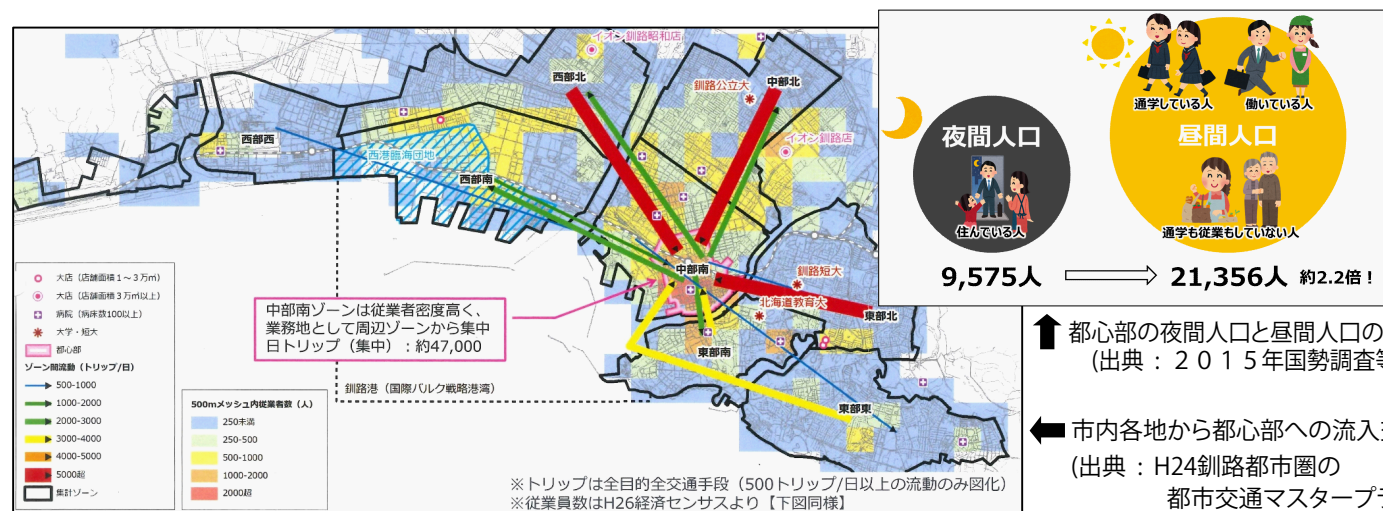 イオン釧路昭和店
西部北
釧路公立大
中部北
イオン釧路店
西部西
西港臨海団地
西部南
中部南
釧路短大
北海道教育大
東部北
東部南
東部東
釧路港（国際バルク戦略港湾）
中部南ゾーンは従業者密度高く、
業務地として周辺ゾーンから集中
日トリップ（集中）：約47,000
大店（店舗面積１～３万㎡）
大店（店舗面積３万㎡以上）
病院（病床数100以上）
大学・短大
都心部
ゾーン間流動（トリップ/日）
500-1000
1000-2000
2000-3000
3000-4000
4000-5000
5000超
集計ゾーン
500mメッシュ内従業者数（人）
250未満
250-500
500-1000
1000-2000
2000超
※トリップは全目的全交通手段（500トリップ/日以上の流動のみ図化）
※従業員数はH26経済センサスより【下図同様】
夜間人口
住んでいる人
9,575人
通学している人
働いている人
昼間人口
通学も従業もしていない人
21,356人 約2.2倍！
都心部の夜間人口と昼間人口の
(出典：２０１５年国勢調査等
市内各地から都心部への流入
(出典：H24釧路都市圏の
都市交通マスタープラ